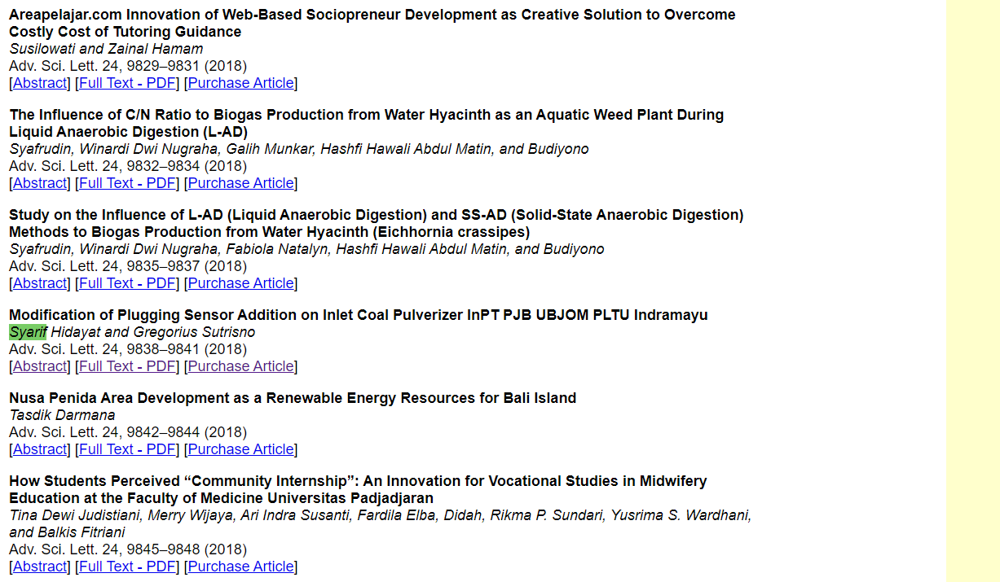 Areapelajar.com Innovation of Web-Based Sociopreneur Development as Creative Solution to Overcome
Costly Cost of Tutoring Guidance
Susilowati and Zainal Hamam
Adv. Sci. Lett. 24, 9829–9831 (2018)
[Abstract] [Full Text - PDF] [Purchase Article]
The Influence of C/N Ratio to Biogas Production from Water Hyacinth as an Aquatic Weed Plant During
Liquid Anaerobic Digestion (L-AD)
Syafrudin, Winardi Dwi Nugraha, Galih Munkar, Hashfi Hawali Abdul Matin, and Budiyono
Adv. Sci. Lett. 24, 9832–9834 (2018)
[Abstract] [Full Text - PDF] [Purchase Article]
Study on the Influence of L-AD (Liquid Anaerobic Digestion) and SS-AD (Solid-State Anaerobic Digestion)
Methods to Biogas Production from Water Hyacinth (Eichhornia crassipes)
Syafrudin, Winardi Dwi Nugraha, Fabiola Natalyn, Hashfi Hawali Abdul Matin, and Budiyono
Adv. Sci. Lett. 24, 9835–9837 (2018)
[Abstract] [Full Text - PDF] [Purchase Article]
Modification of Plugging Sensor Addition on Inlet Coal Pulverizer InPT PJB UBJOM PLTU Indramayu
Syarif Hidayat and Gregorius Sutrisno
Adv. Sci. Lett. 24, 9838–9841 (2018)
[Abstract] [Full Text - PDF] [Purchase Article]
Nusa Penida Area Development as a Renewable Energy Resources for Bali Island
Tasdik Darmana
Adv. Sci. Lett. 24, 9842–9844 (2018)
[Abstract] [Full Text - PDF] [Purchase Article]
How Students Perceived “Community Internship”: An Innovation for Vocational Studies in Midwifery
Education at the Faculty of Medicine Universitas Padjadjaran
Tina Dewi Judistiani, Merry Wijaya, Ari Indra Susanti, Fardila Elba, Didah, Rikma P. Sundari, Yusrima S. Wardhani,
and Balkis Fitriani
Adv. Sci. Lett. 24, 9845–9848 (2018)
[Abstract] [Full Text - PDF] [Purchase Article]